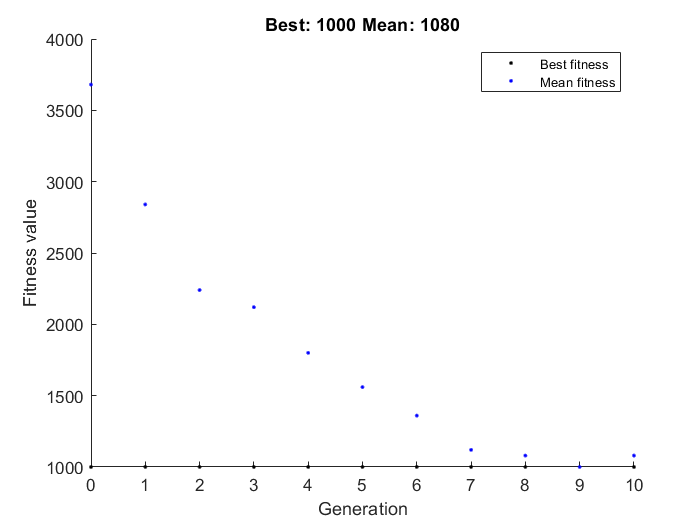 Best: 1000 Mean: 1080
4000
Best fitness
Mean fitness
3500
3000
2500
2000
1500
1000
Fitness value
0 1 2 3 4 5 6 7 8 9 10
Generation